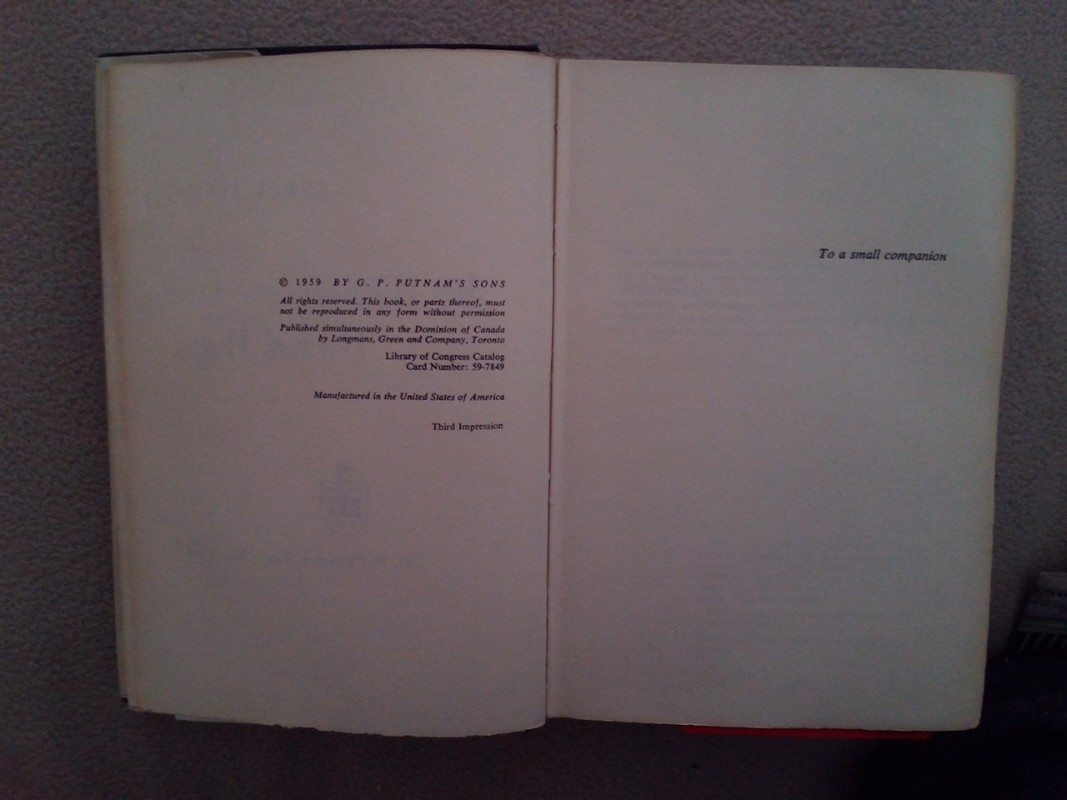 © 1959 BY G. P. PUTNAM'S SONS
All rights reserved. This book, or parts thereof, must
not be reproduced in any form without permission
Published simultaneously in the Dominion of Canada
by Longmans, Green and Company, Toronto
Library of Congress Catalog
Card Number: 59-7849
Manufactured in the United States of America
Third Impression
To a small companion